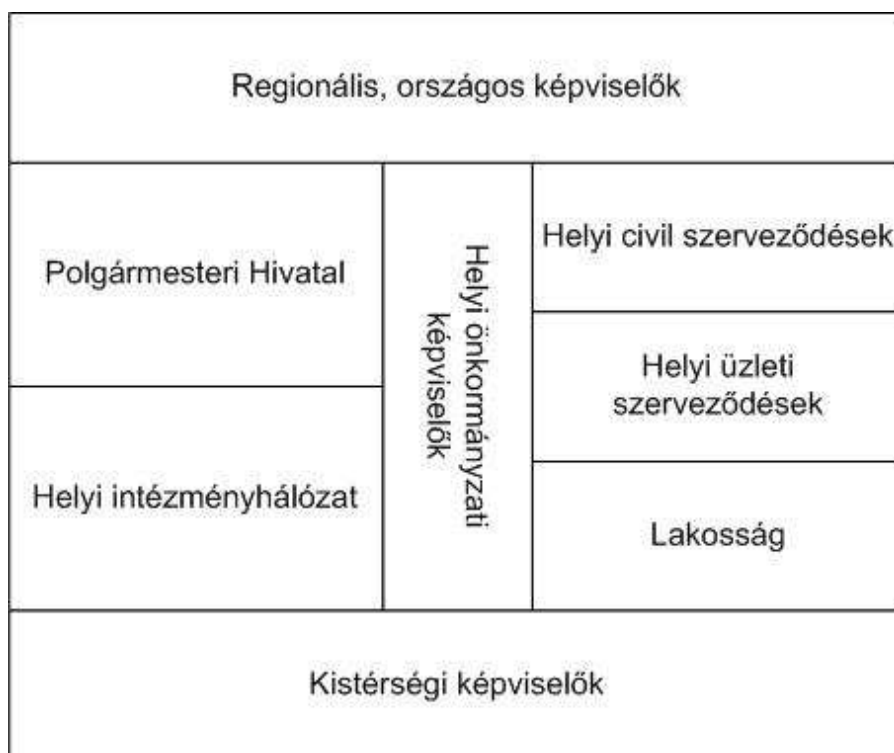 Regionális, országos képviselők
Polgármesteri Hivatal
Helyi intézményhálózat
Helyi önkormányzati
képviselők
Helyi civil szerveződések
Helyi üzleti
szerveződések
Lakosság
Kistérségi képviselők